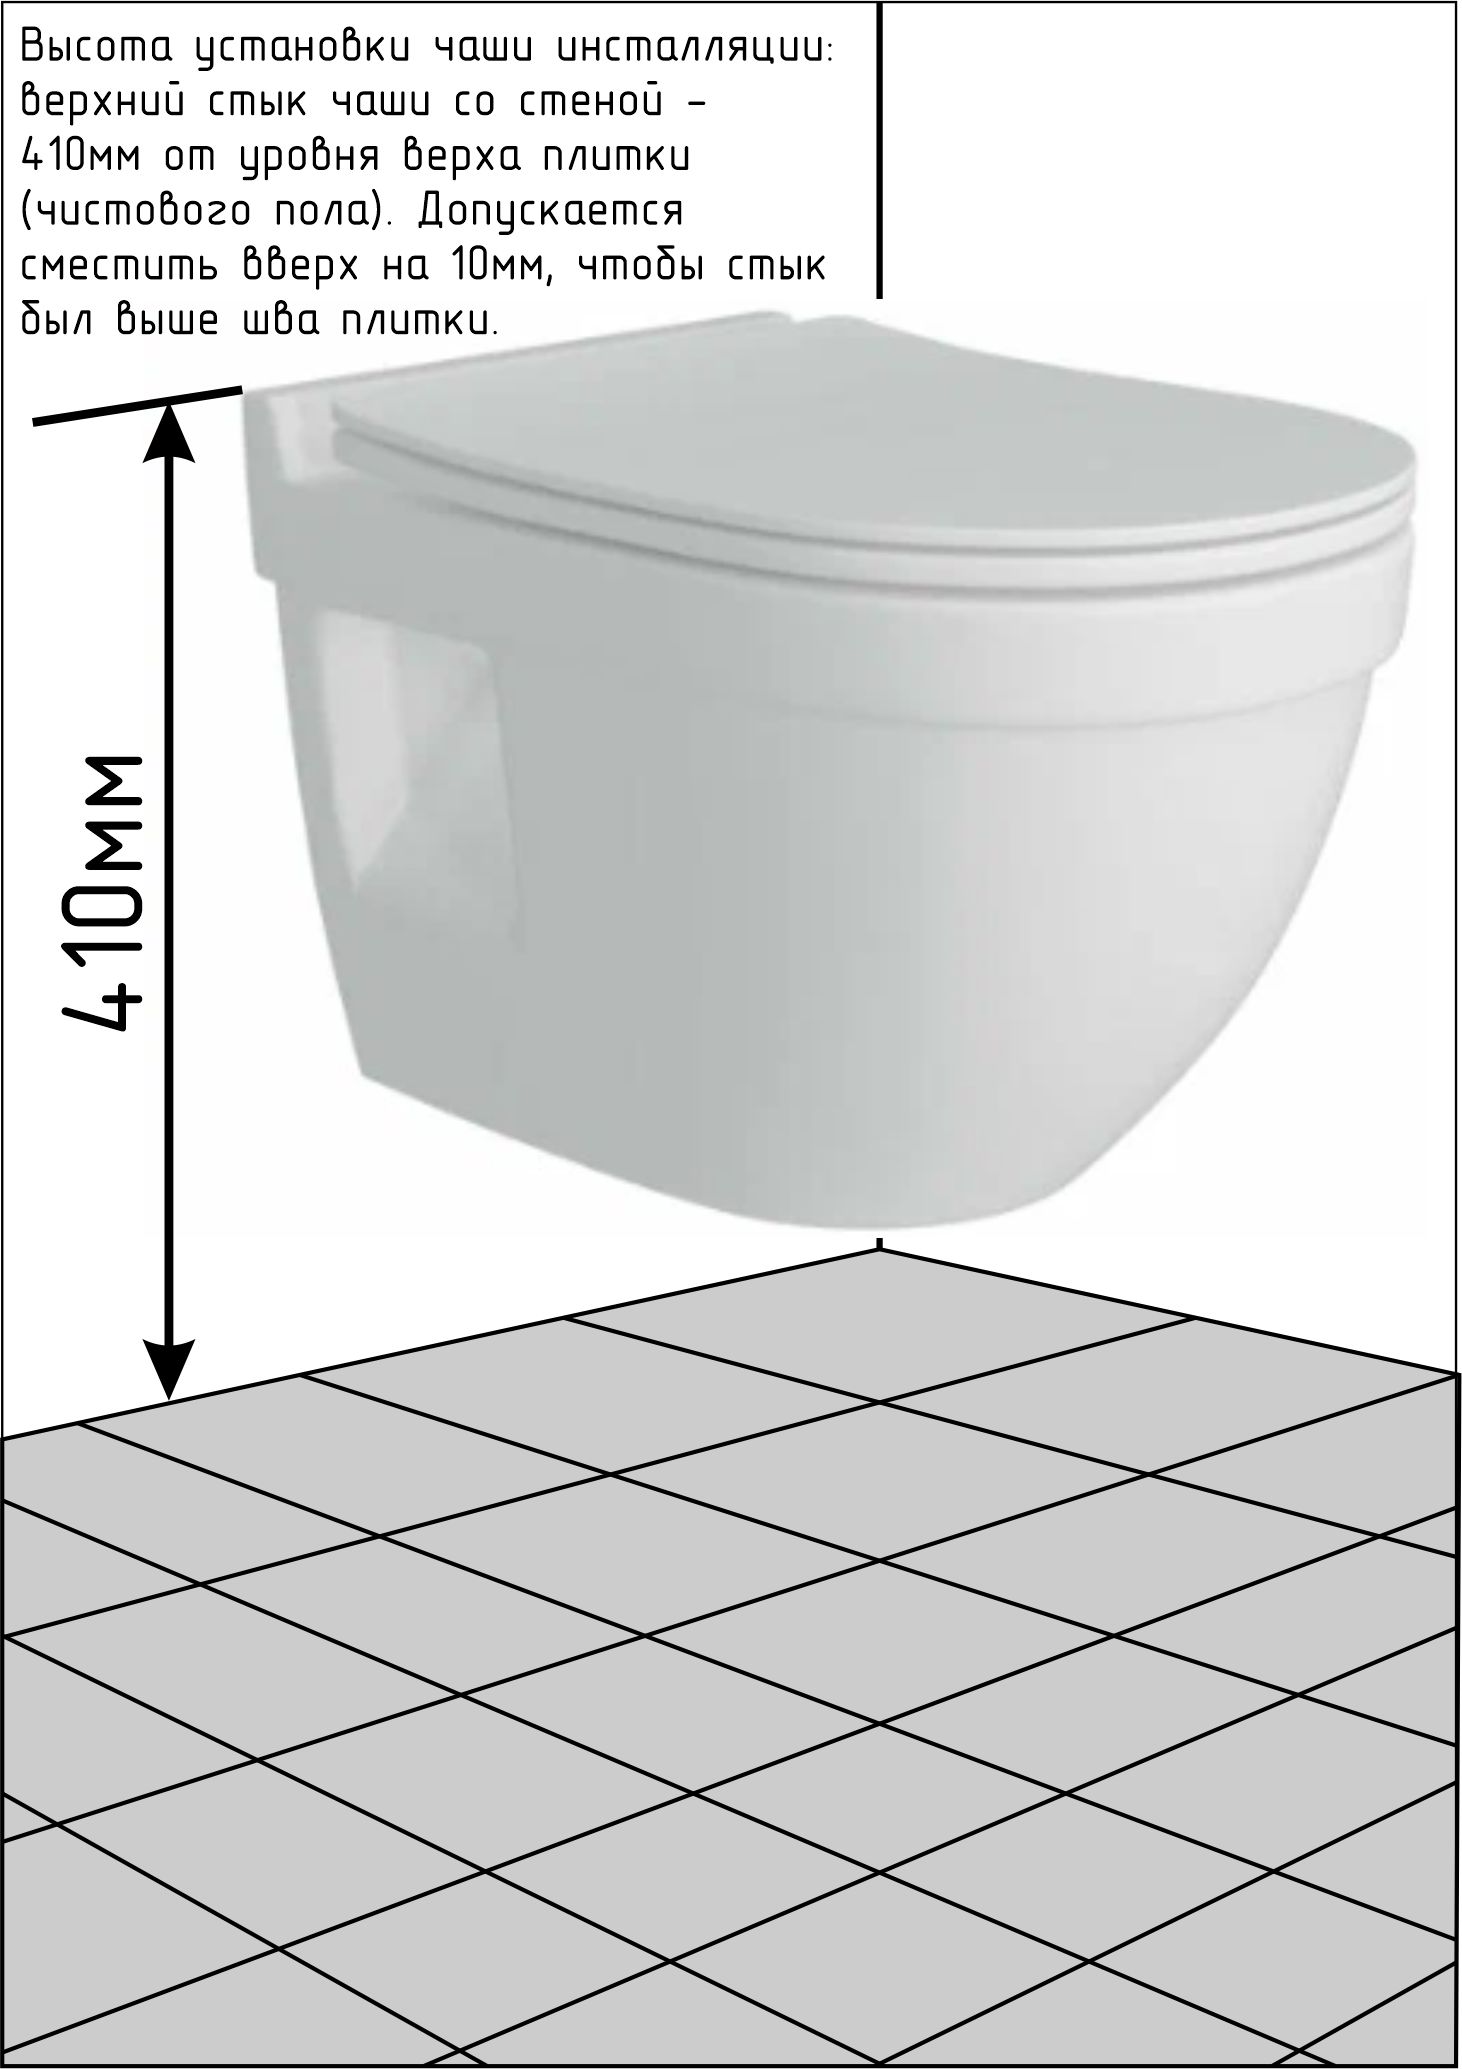 Высота установки чаши инсталляции:
верхний стык чаши со стеной -
410мм от уровня верха плитки
(чистового пола). Допускается
сместить вверх на 10мм, чтобы стык
был выше шва плитки.
410мм